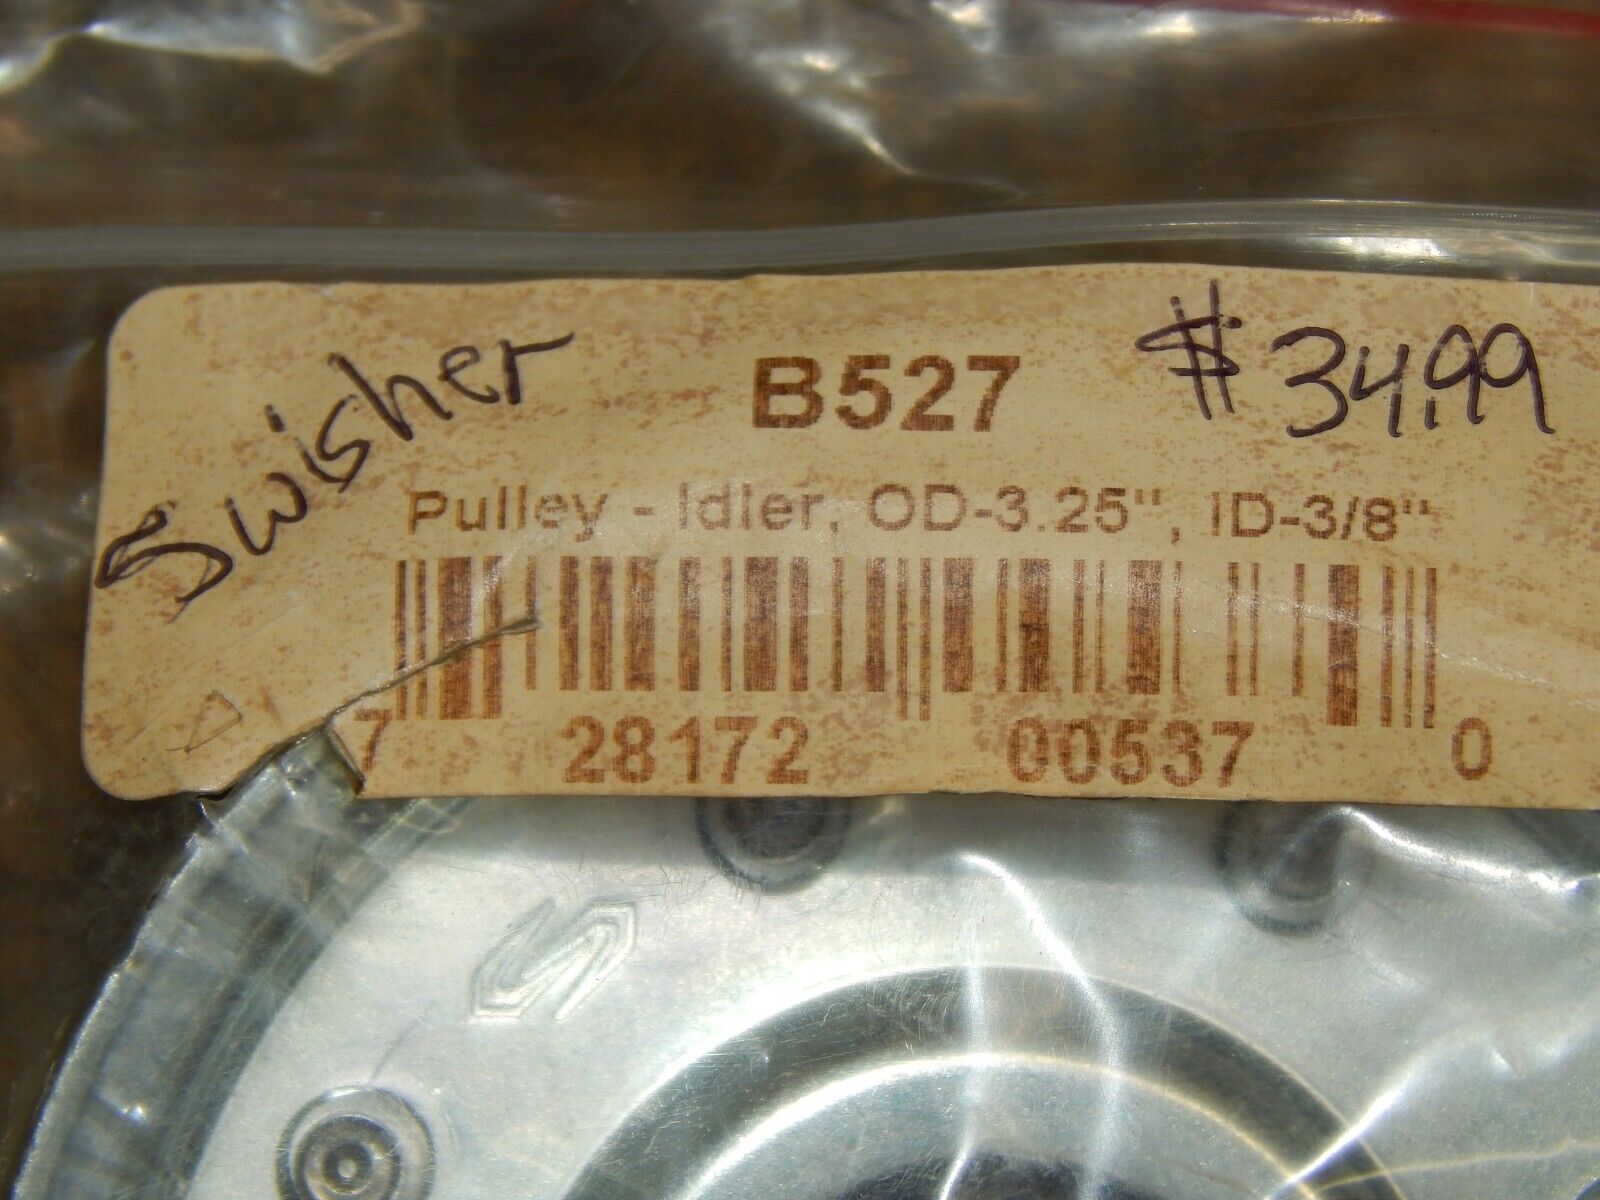 Swisher
B527
$34.99
Pulley - Idler, OD-3.25", ID-3/8"
7 28172 00537 0